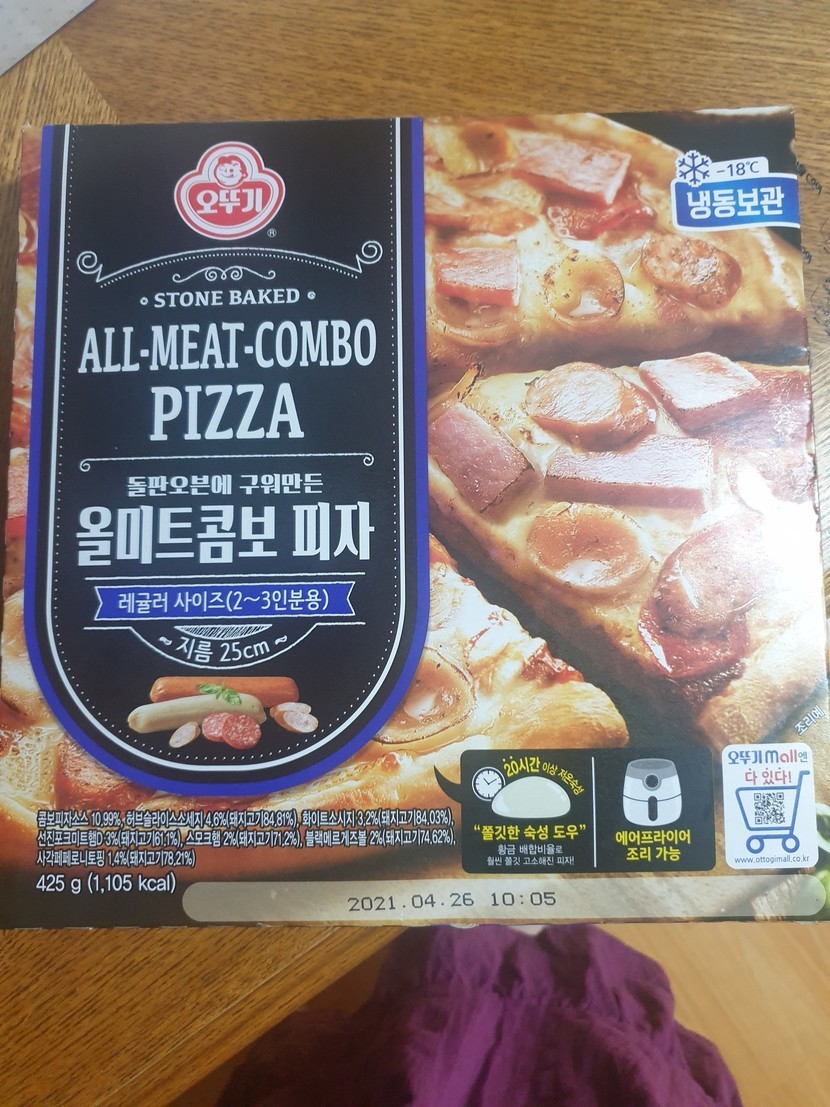 오뚜기
®
• STONE BAKED •
ALL-MEAT-COMBO
PIZZA
돌판오븐에 구워만든
올미트콤보 피자
레귤러 사이즈(2~3인분용)
~ 지름 25cm ~
-18℃
냉동보관
조리예
콤보피자소스 10.99%, 허브슬라이스소세지 4.6%(돼지고기84.81%), 화이트소시지 3.2%(돼지고기84.03%),
선진포크미트햄D 3%(돼지고기61.1%), 스모크햄 2%(돼지고기71.2%), 블랙메르게즈볼 2%(돼지고기74.62%),
사각페페로니토핑 1.4%(돼지고기78.21%)
425 g (1,105 kcal)
20시간 이상 저온숙성
"쫄깃한 숙성 도우"
황금 배합비율로
훨씬 쫄깃 고소해진 피자!
에어프라이어
조리 가능
오뚜기 mall엔
다 있다!
www.ottogimall.co.kr
2021.04.26 10:05